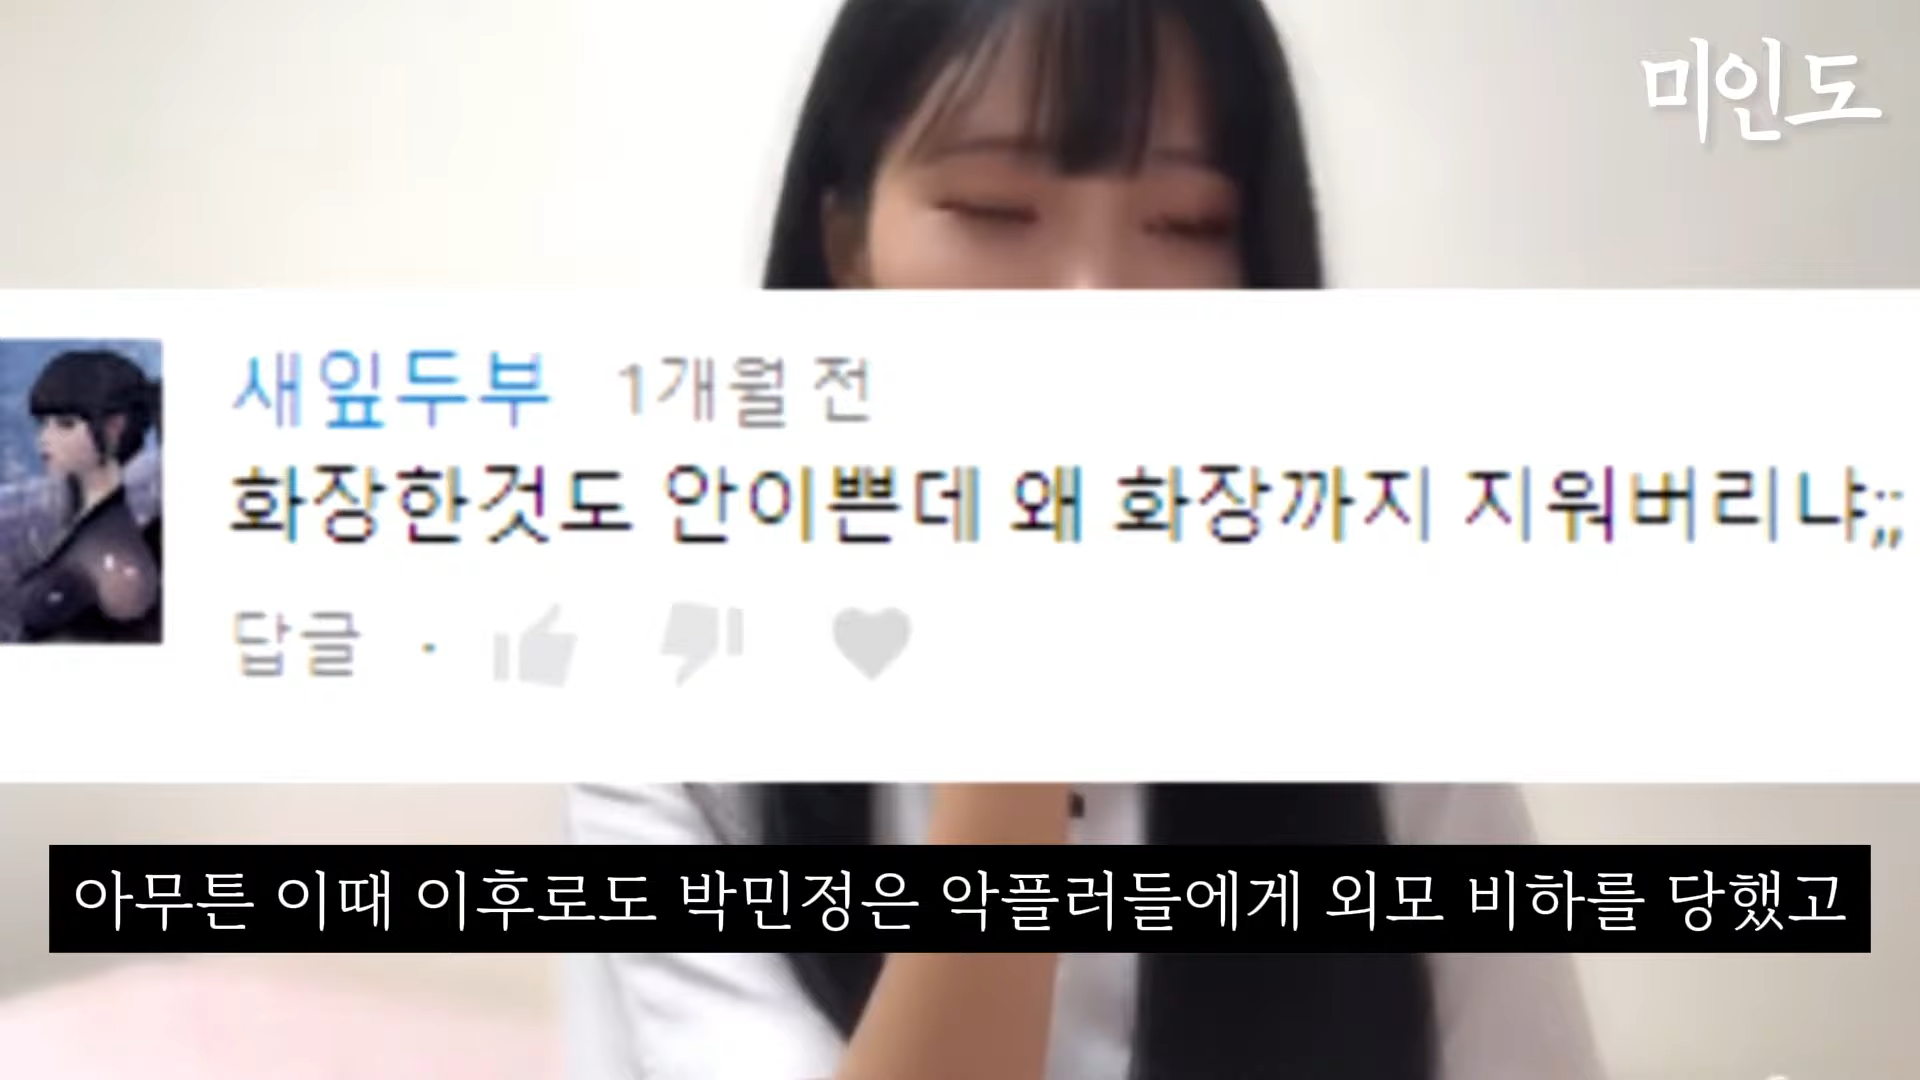 미인도
새잎두부 1개월 전
화장한것도 안이쁜데 왜 화장까지 지워버리냐;;
답글 ·
아무튼 이때 이후로도 박민정은 악플러들에게 외모 비하를 당했고